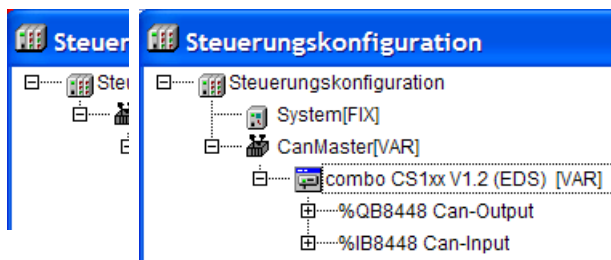 Steuer
Steu
Steuerungskonfiguration
Steuerungskonfiguration
System[FIX]
CanMaster[VAR]
combo CS1xx V1.2 (EDS) [VAR]
%QB8448 Can-Output
%IB8448 Can-Input